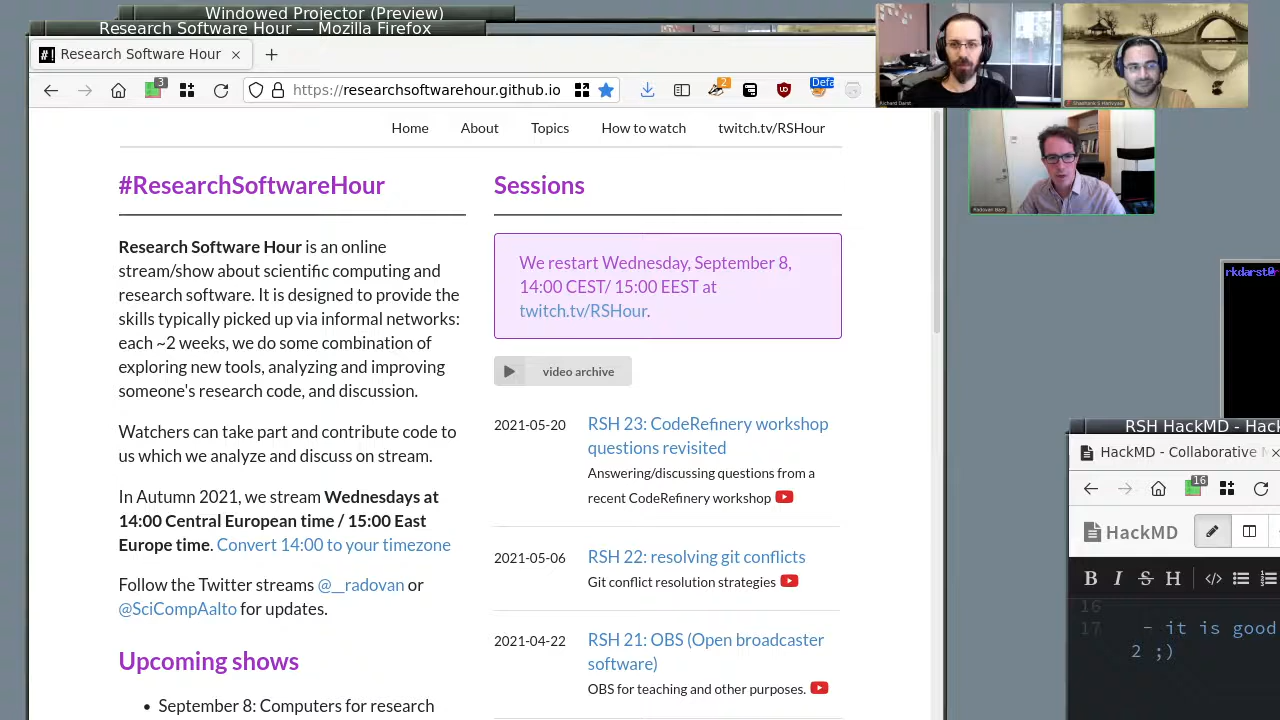 Windowed Projector (Preview)
Research Software Hour — Mozilla Firefox
Research Software Hour
3
https://researchsoftwarehour.github.io
2
Defa
Home About Topics How to watch twitch.tv/RSHour
#ResearchSoftwareHour
Research Software Hour is an online
stream/show about scientific computing and
research software. It is designed to provide the
skills typically picked up via informal networks:
each ~2 weeks, we do some combination of
exploring new tools, analyzing and improving
someone's research code, and discussion.
Watchers can take part and contribute code to
us which we analyze and discuss on stream.
In Autumn 2021, we stream Wednesdays at
14:00 Central European time / 15:00 East
Europe time. Convert 14:00 to your timezone
Follow the Twitter streams @__radovan or
@SciCompAalto for updates.
Upcoming shows
• September 8: Computers for research
Sessions
We restart Wednesday, September 8,
14:00 CEST/ 15:00 EEST at
twitch.tv/RSHour.
video archive
2021-05-20 RSH 23: CodeRefinery workshop
questions revisited
Answering/discussing questions from a
recent CodeRefinery workshop
2021-05-06 RSH 22: resolving git conflicts
Git conflict resolution strategies
2021-04-22 RSH 21: OBS (Open broadcaster
software)
OBS for teaching and other purposes.
Richard Darst
Radovan Bast
rkdarst@
RSH HackMD - Hac
HackMD - Collaborative
16
HackMD
B I S H
16
17 - it is good
2 ;)